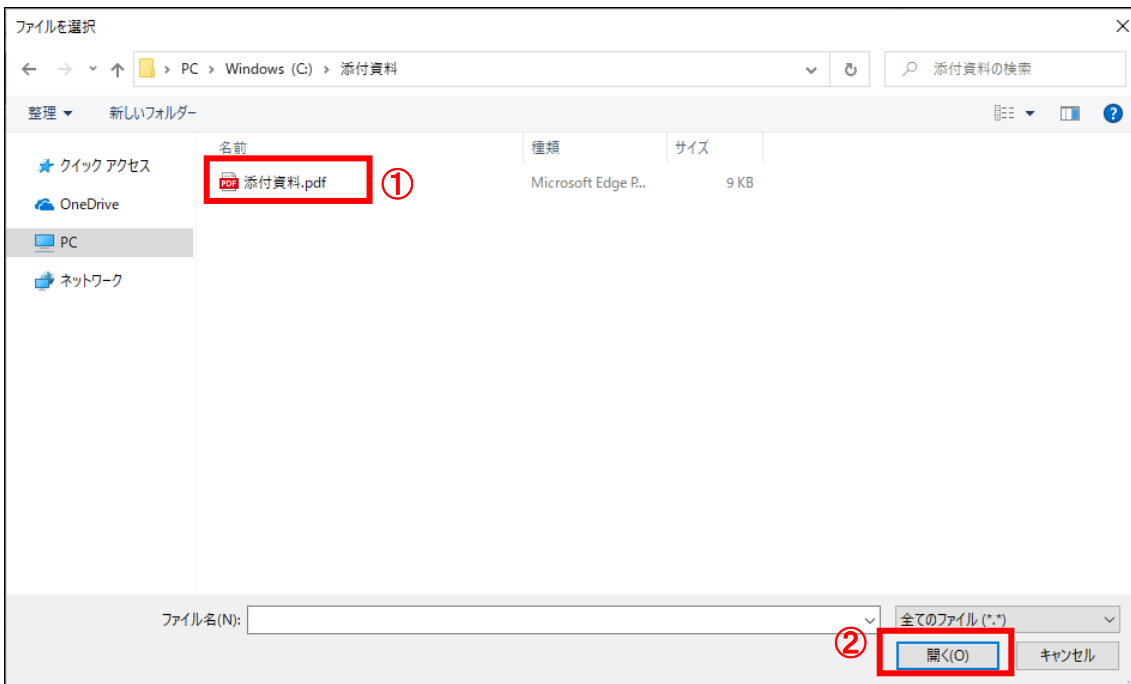 ファイルを選択
PC › Windows (C:) › 添付資料
添付資料の検索
整理 新しいフォルダー
名前 種類 サイズ
クイック アクセス
PDF 添付資料.pdf ① Microsoft Edge P... 9 KB
OneDrive
PC
ネットワーク
ファイル名(N): 全てのファイル (*.*)
② 開く(O) キャンセル